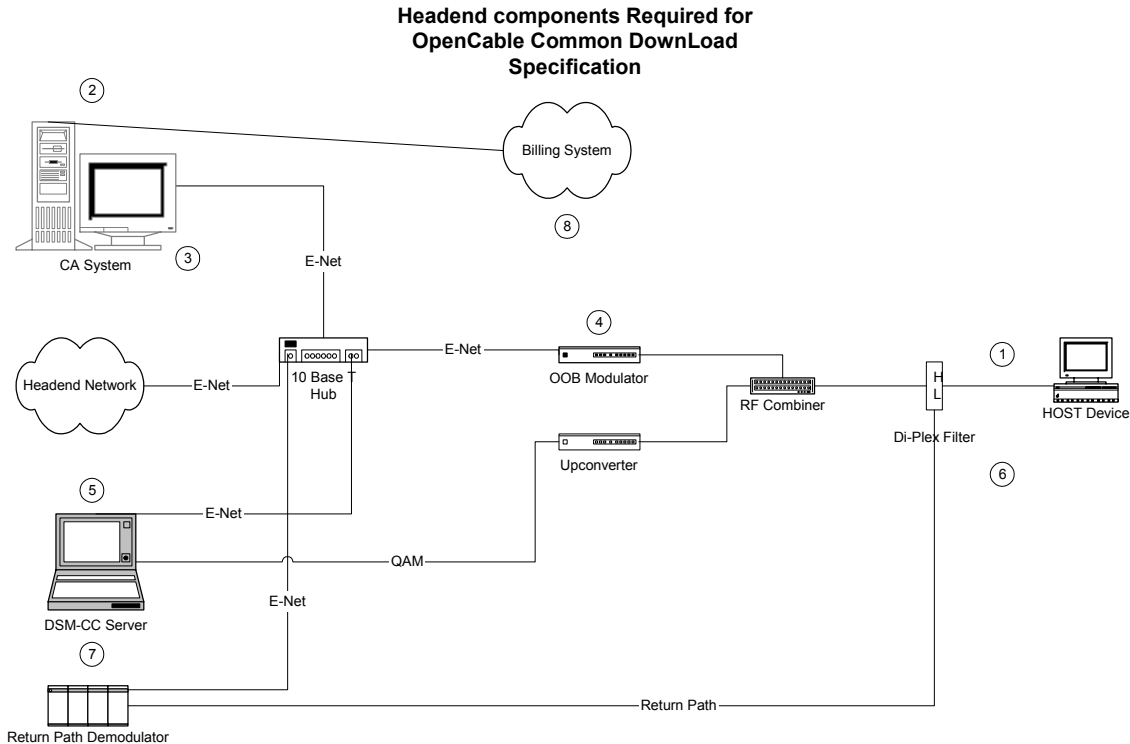 Headend components Required for
OpenCable Common DownLoad
Specification
2
Billing System
8
3
CA System
E-Net
4
E-Net
OOB Modulator
1
H
L
HOST Device
Headend Network
E-Net
10 Base T
Hub
RF Combiner
Di-Plex Filter
Upconverter
6
5
E-Net
QAM
DSM-CC Server
E-Net
7
Return Path
Return Path Demodulator